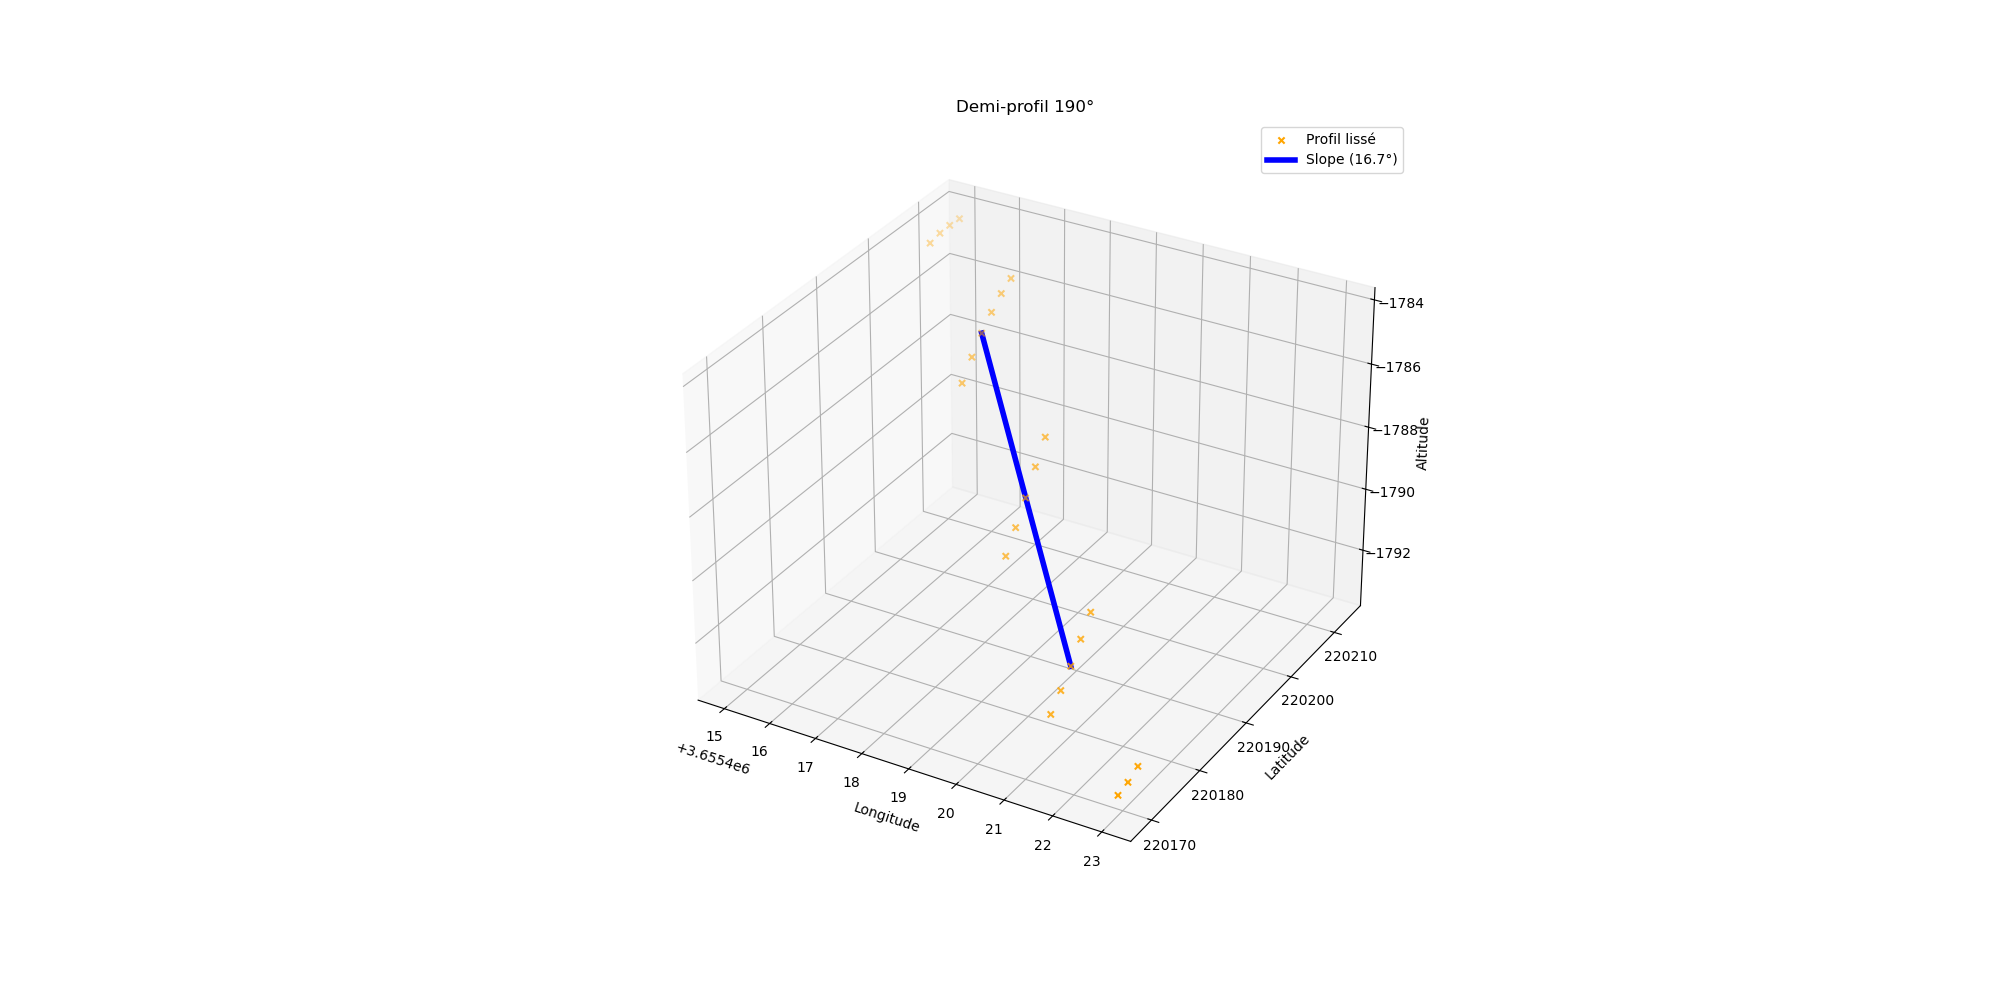 Demi-profil 190°
Profil lissé
Slope (16.7°)
−1784
−1786
−1788
−1790
−1792
Altitude
220210
220200
220190
220180
220170
Latitude
15
16
17
18
19
20
21
22
23
+3.6554e6
Longitude